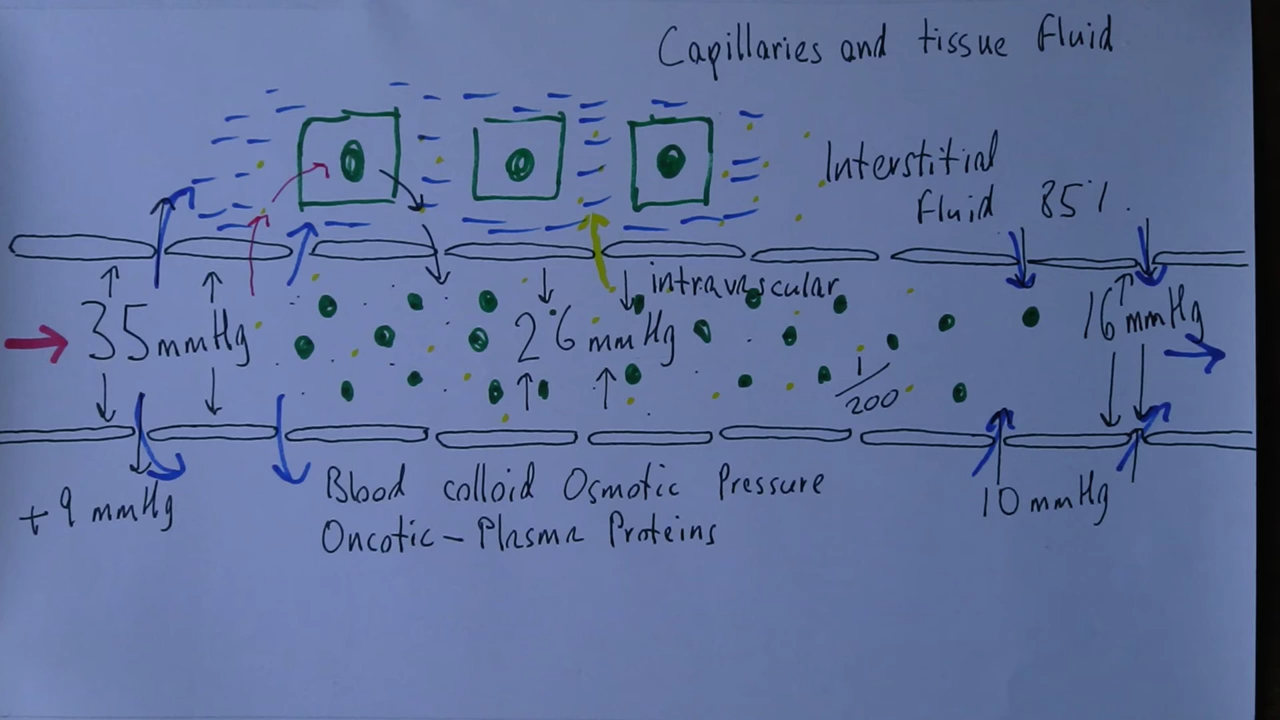 Capillaries and tissue fluid
Interstitial
fluid 85%.
intravascular
35 mmHg
26 mmHg
16 mmHg
1/200
+9 mmHg
Blood colloid Osmotic Pressure
Oncotic - Plasma Proteins
10 mmHg